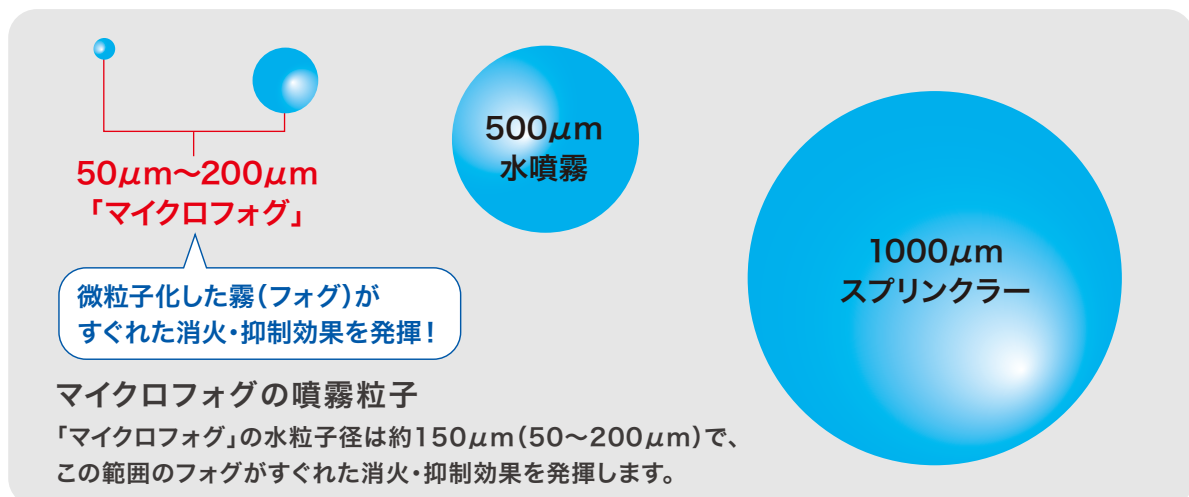 50μm～200μm
「マイクロフォグ」
500μm
水噴霧
1000μm
スプリンクラー
微粒子化した霧（フォグ）が
すぐれた消火・抑制効果を発揮！
マイクロフォグの噴霧粒子
「マイクロフォグ」の水粒子径は約150μm（50～200μm）で、
この範囲のフォグがすぐれた消火・抑制効果を発揮します。